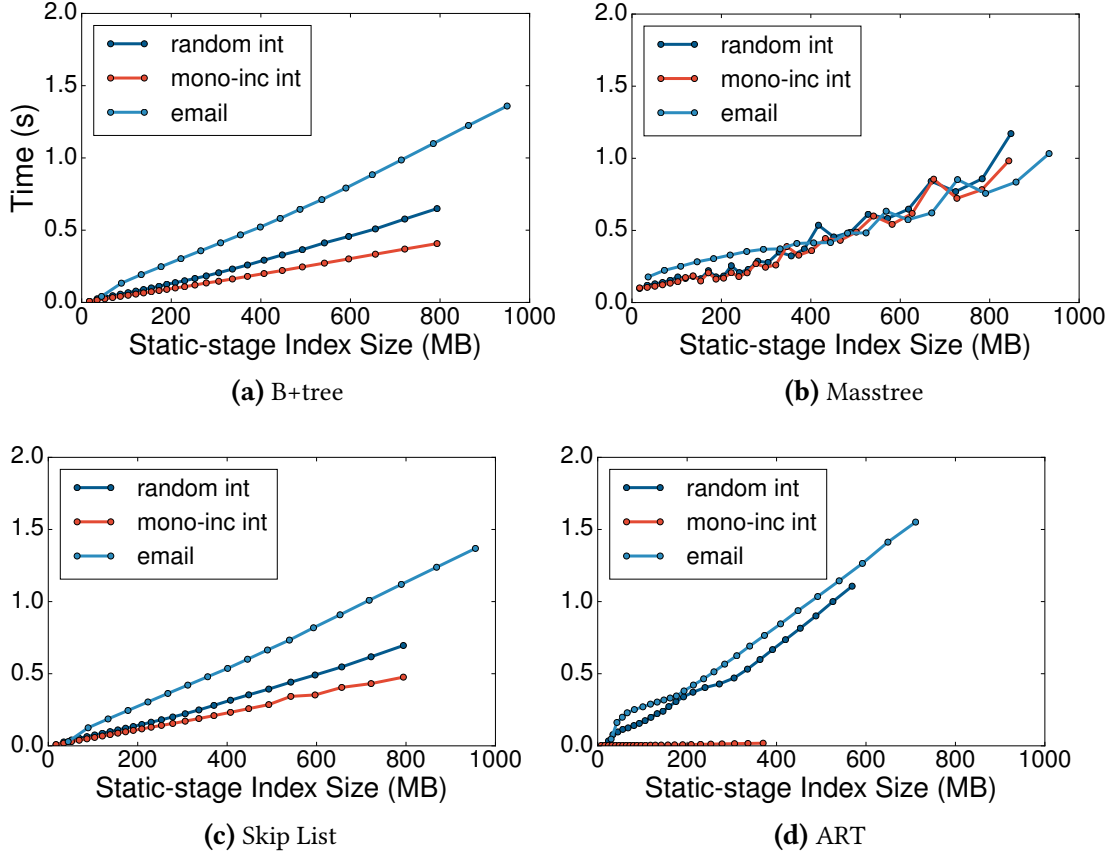 2.0
1.5
1.0
0.5
0.0
Time (s)
random int
mono-inc int
email
0 200 400 600 800 1000
Static-stage Index Size (MB)
(a) B+tree
2.0
1.5
1.0
0.5
0.0
random int
mono-inc int
email
0 200 400 600 800 1000
Static-stage Index Size (MB)
(b) Masstree
2.0
1.5
1.0
0.5
0.0
random int
mono-inc int
email
0 200 400 600 800 1000
Static-stage Index Size (MB)
(c) Skip List
2.0
1.5
1.0
0.5
0.0
random int
mono-inc int
email
0 200 400 600 800 1000
Static-stage Index Size (MB)
(d) ART